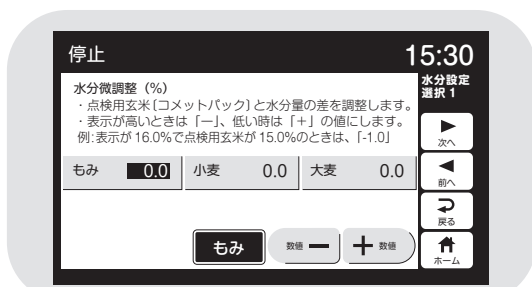 停止
15:30
水分微調整（%）
・点検用玄米〔コメットパック〕と水分量の差を調整します。
・表示が高いときは「ー」、低い時は「+」の値にします。
例:表示が16.0%で点検用玄米が15.0%のときは、「-1.0」
水分設定
選択 1
もみ 0.0 小麦 0.0 大麦 0.0
次へ
前へ
戻る
ホーム
もみ 数値 ー + 数値